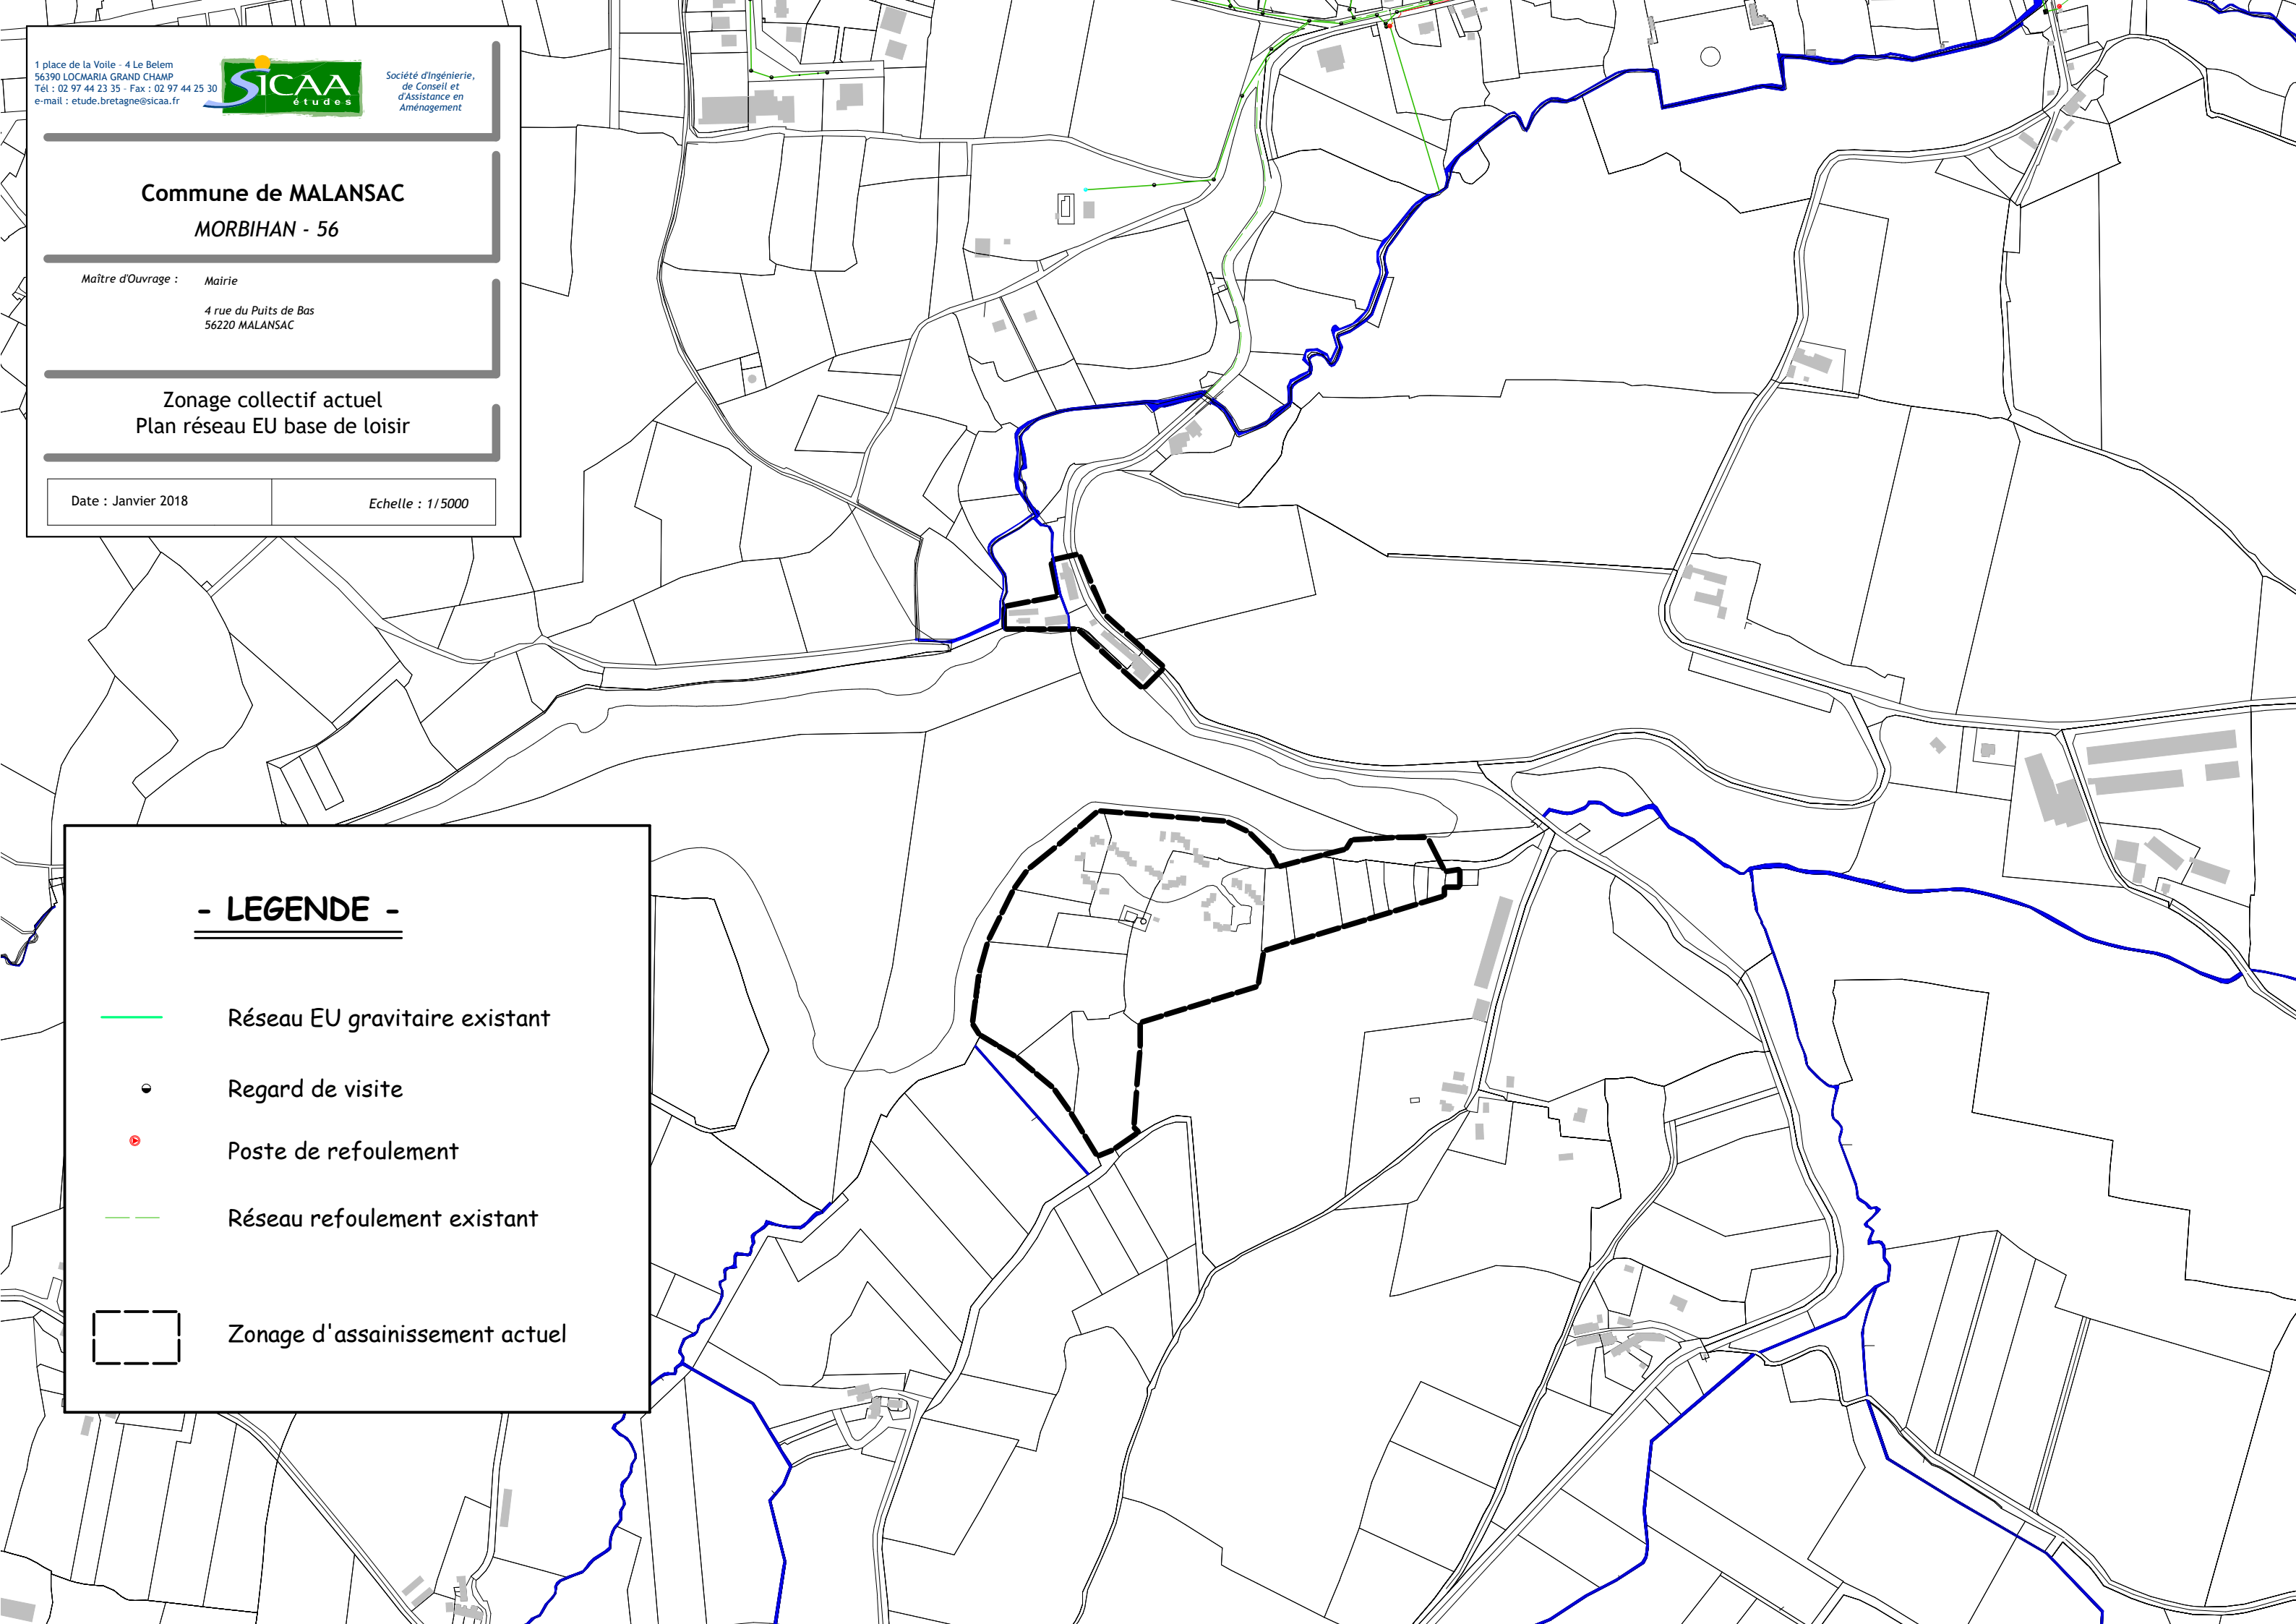 1 place de la Voile - 4 Le Belem
56390 LOCMARIA GRAND CHAMP
Tél : 02 97 44 23 35 - Fax : 02 97 44 25 30
e-mail : etude.bretagne@sicaa.fr
SICAA
études
Société d'Ingénierie,
de Conseil et
d'Assistance en
Aménagement
Commune de MALANSAC
MORBIHAN - 56
Maître d'Ouvrage :
Mairie
4 rue du Puits de Bas
56220 MALANSAC
Zonage collectif actuel
Plan réseau EU base de loisir
Date : Janvier 2018
Echelle : 1/5000
- LEGENDE -
Réseau EU gravitaire existant
Regard de visite
Poste de refoulement
Réseau refoulement existant
Zonage d'assainissement actuel